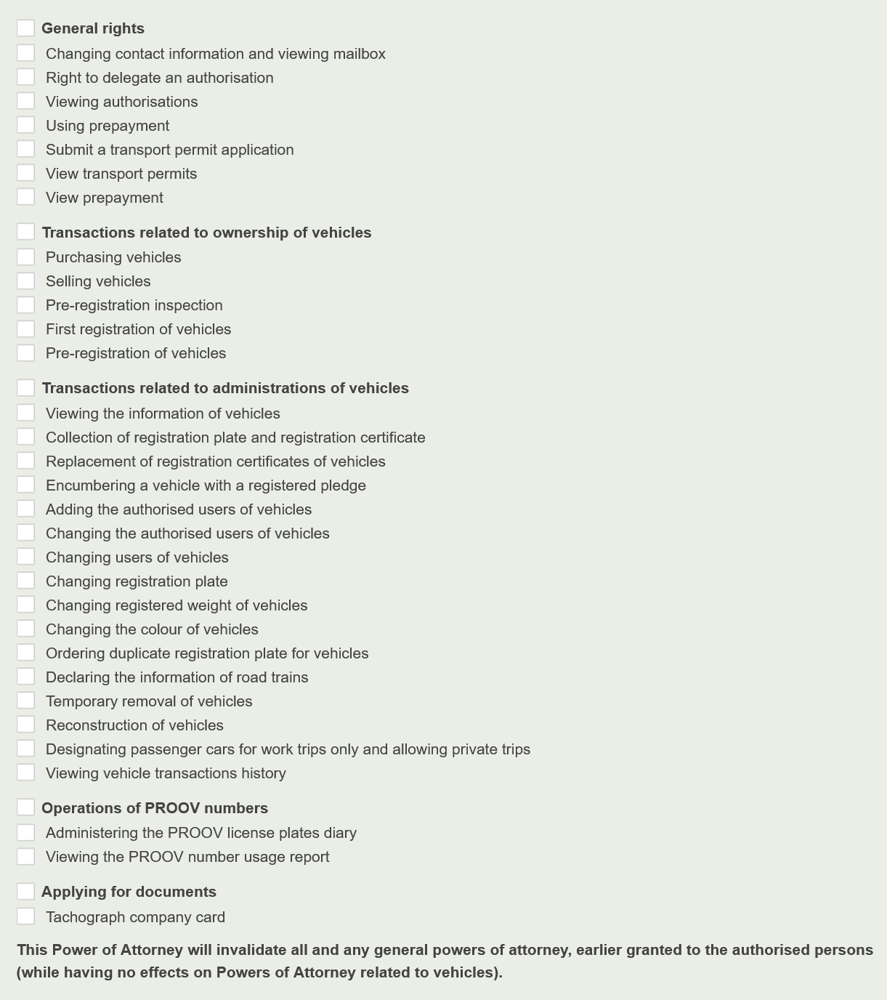 General rights
Changing contact information and viewing mailbox
Right to delegate an authorisation
Viewing authorisations
Using prepayment
Submit a transport permit application
View transport permits
View prepayment
Transactions related to ownership of vehicles
Purchasing vehicles
Selling vehicles
Pre-registration inspection
First registration of vehicles
Pre-registration of vehicles
Transactions related to administrations of vehicles
Viewing the information of vehicles
Collection of registration plate and registration certificate
Replacement of registration certificates of vehicles
Encumbering a vehicle with a registered pledge
Adding the authorised users of vehicles
Changing the authorised users of vehicles
Changing users of vehicles
Changing registration plate
Changing registered weight of vehicles
Changing the colour of vehicles
Ordering duplicate registration plate for vehicles
Declaring the information of road trains
Temporary removal of vehicles
Reconstruction of vehicles
Designating passenger cars for work trips only and allowing private trips
Viewing vehicle transactions history
Operations of PROOV numbers
Administering the PROOV license plates diary
Viewing the PROOV number usage report
Applying for documents
Tachograph company card
This Power of Attorney will invalidate all and any general powers of attorney, earlier granted to the authorised persons
(while having no effects on Powers of Attorney related to vehicles).